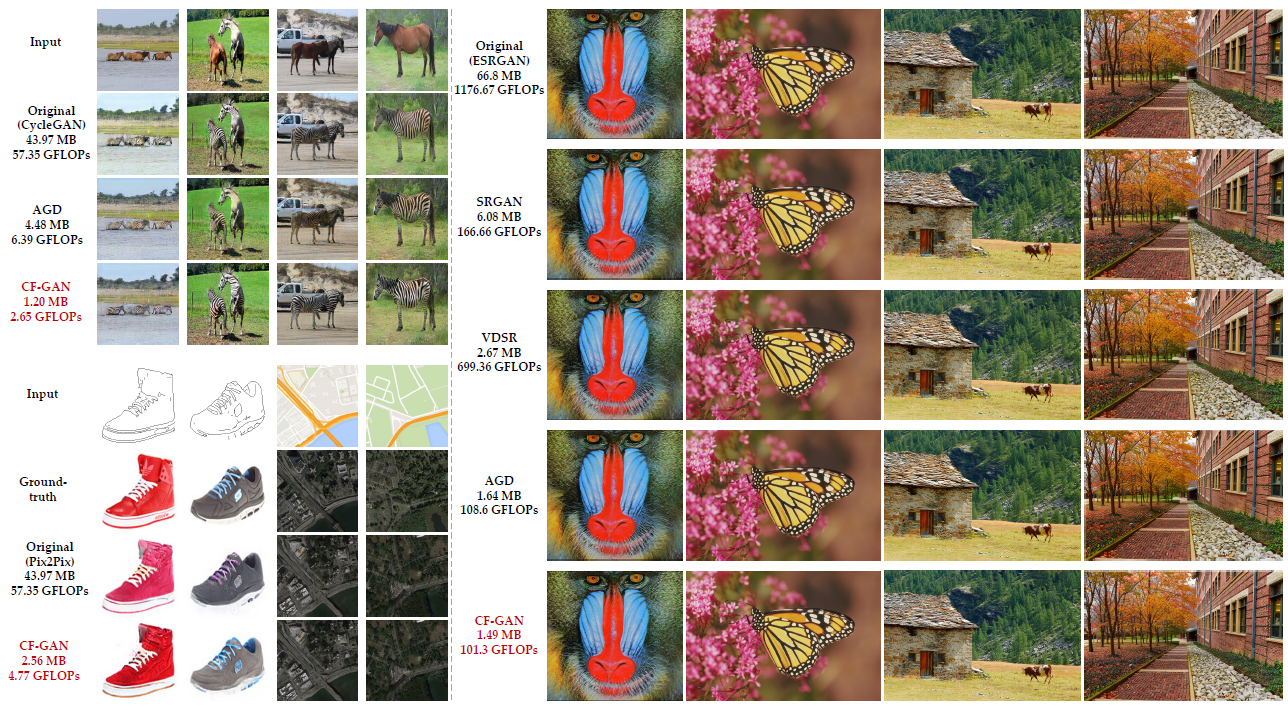 Input
Original
(CycleGAN)
43.97 MB
57.35 GFLOPs
AGD
4.48 MB
6.39 GFLOPs
CF-GAN
1.20 MB
2.65 GFLOPs
Input
Ground-
truth
Original
(Pix2Pix)
43.97 MB
57.35 GFLOPs
CF-GAN
2.56 MB
4.77 GFLOPs
Original
(ESRGAN)
66.8 MB
1176.67 GFLOPs
SRGAN
6.08 MB
166.66 GFLOPs
VDSR
2.67 MB
699.36 GFLOPs
AGD
1.64 MB
108.6 GFLOPs
CF-GAN
1.49 MB
101.3 GFLOPs